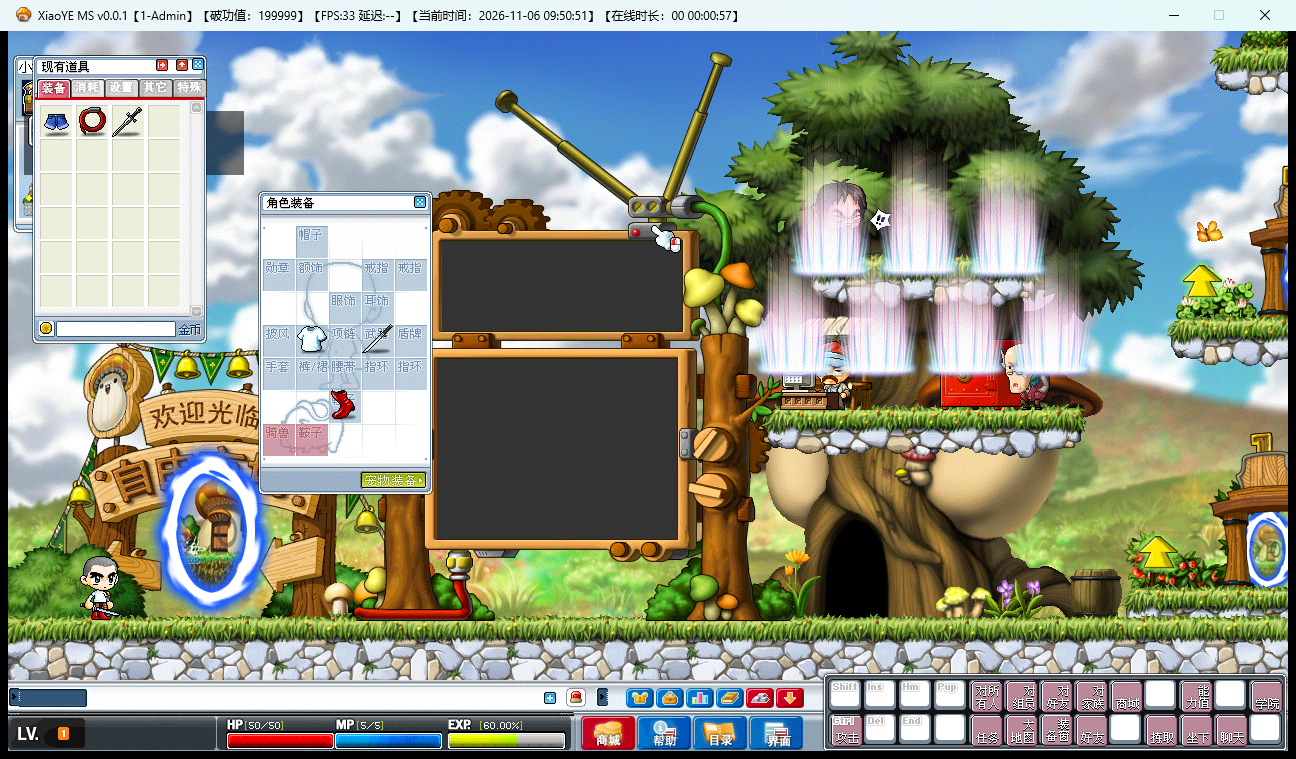 XiaoYE MS v0.0.1【1-Admin】【破功值：199999】【FPS:33 延迟:--】【当前时间：2026-11-06 09:50:51】【在线时长：00 00:00:57】
小
现有道具
装备 消耗 设置 其它 特殊
金币
角色装备
帽子
勋章 额饰 戒指 戒指
眼饰 耳饰
披风 项链 武器 盾牌
手套 裤/裙 腰带 指环 指环
骑兽 鞍子
宠物装备
欢迎光临
自由市
LV. 1
HP [50/50] MP [5/5] EXP. [60.00%]
商城 帮助 目录 界面
Shift Ins Hm Pup 对所有人 对组员 对好友 对家族 商城 能力值 学院
Ctrl 攻击 Del End 任务 大地图 装备窗 好友 拣取 坐下 聊天